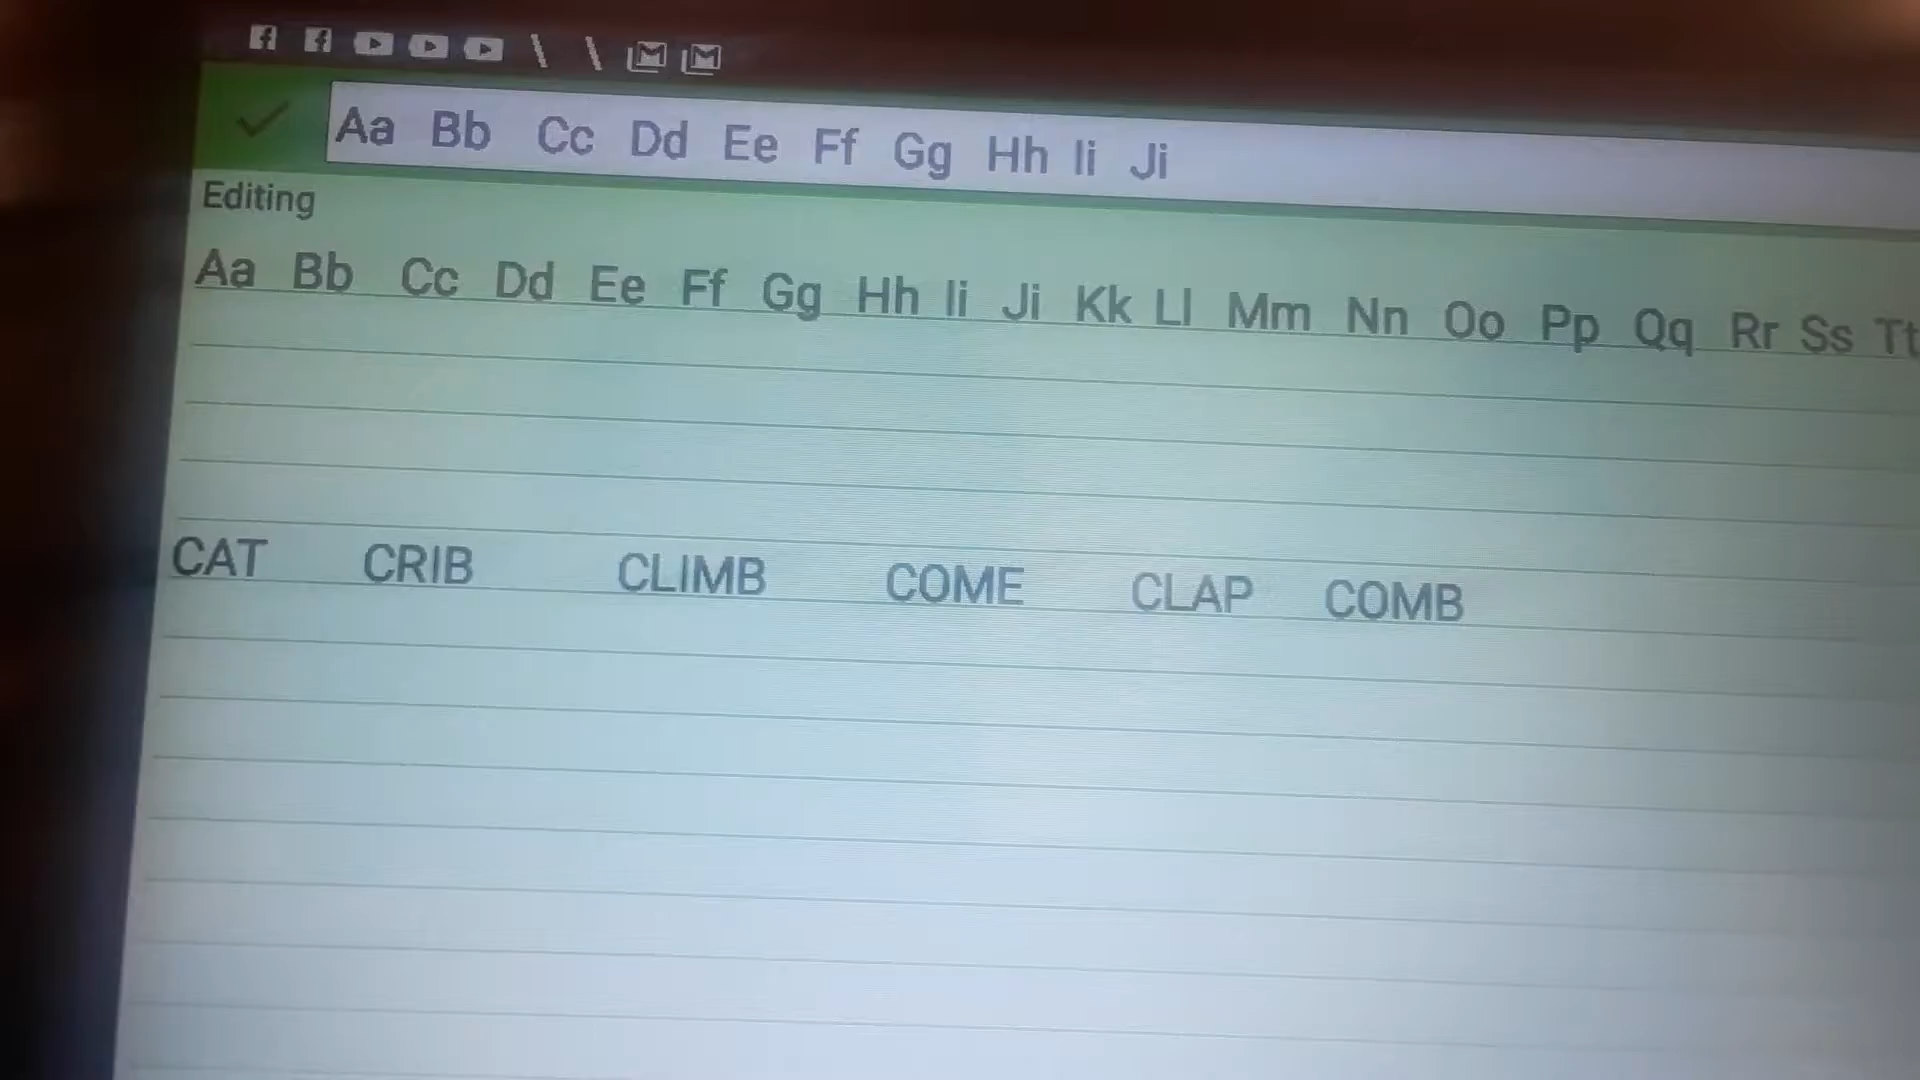 Aa Bb Cc Dd Ee Ff Gg Hh Ii Ji
Editing
Aa Bb Cc Dd Ee Ff Gg Hh Ii Ji Kk Ll Mm Nn Oo Pp Qq Rr Ss Tt
CAT CRIB CLIMB COME CLAP COMB